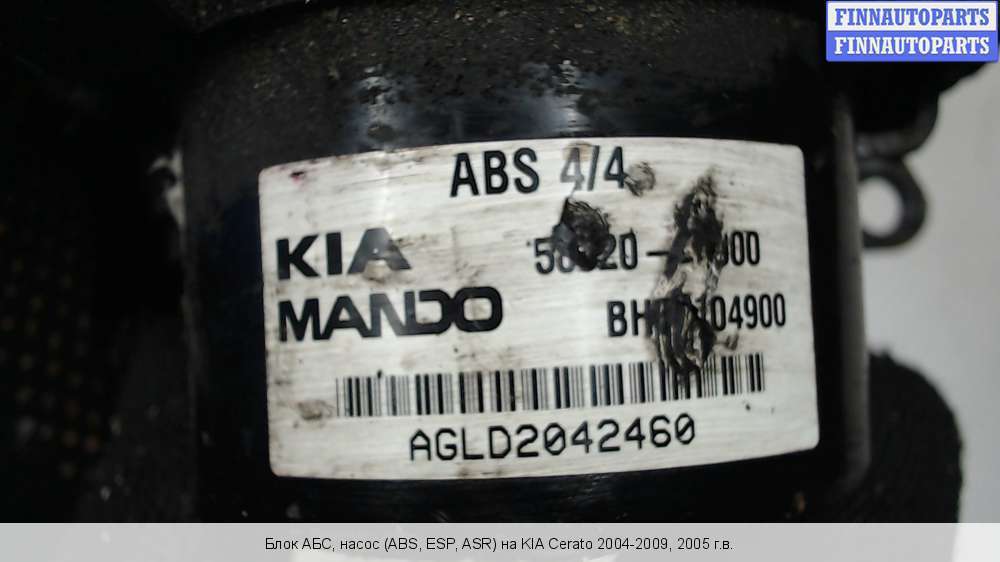 FINNAUTOPARTS
FINNAUTOPARTS
ABS 4/4
KIA
MANDO
AGLD2042460
Блок АБС, насос (ABS, ESP, ASR) на KIA Cerato 2004-2009, 2005 г.в.